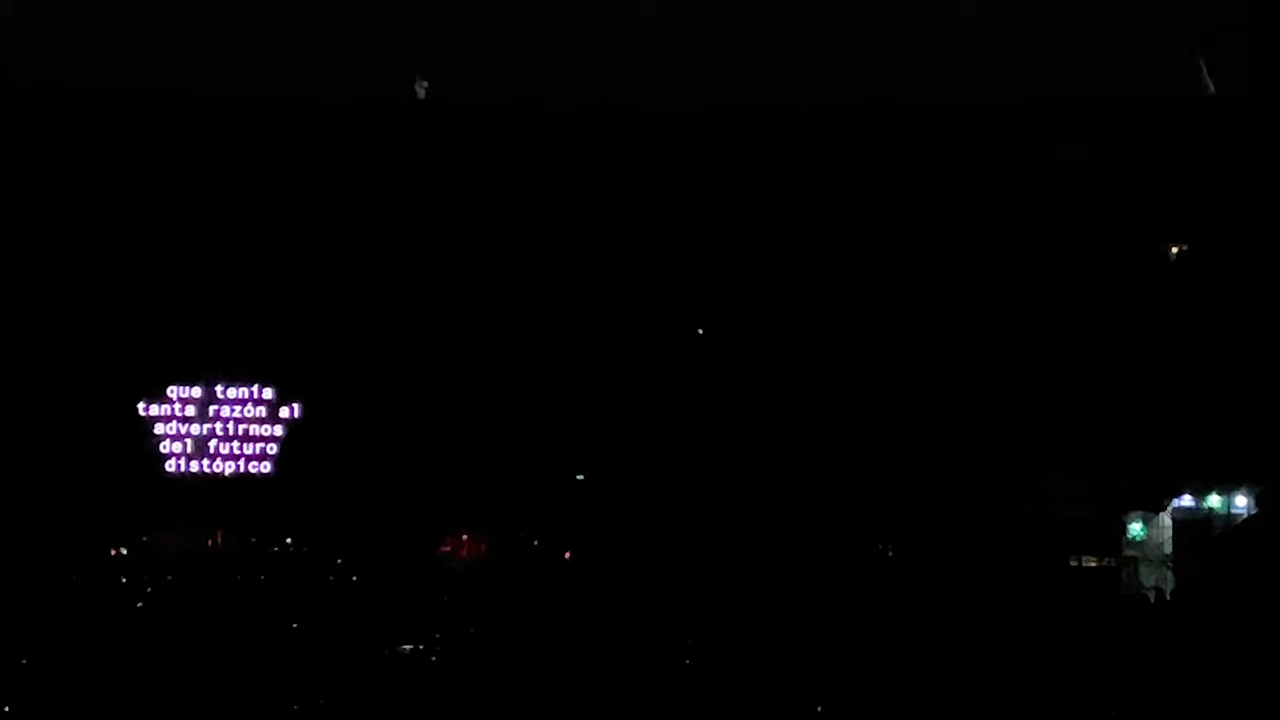 que tenía
tanta razón al
advertirnos
del futuro
distópico